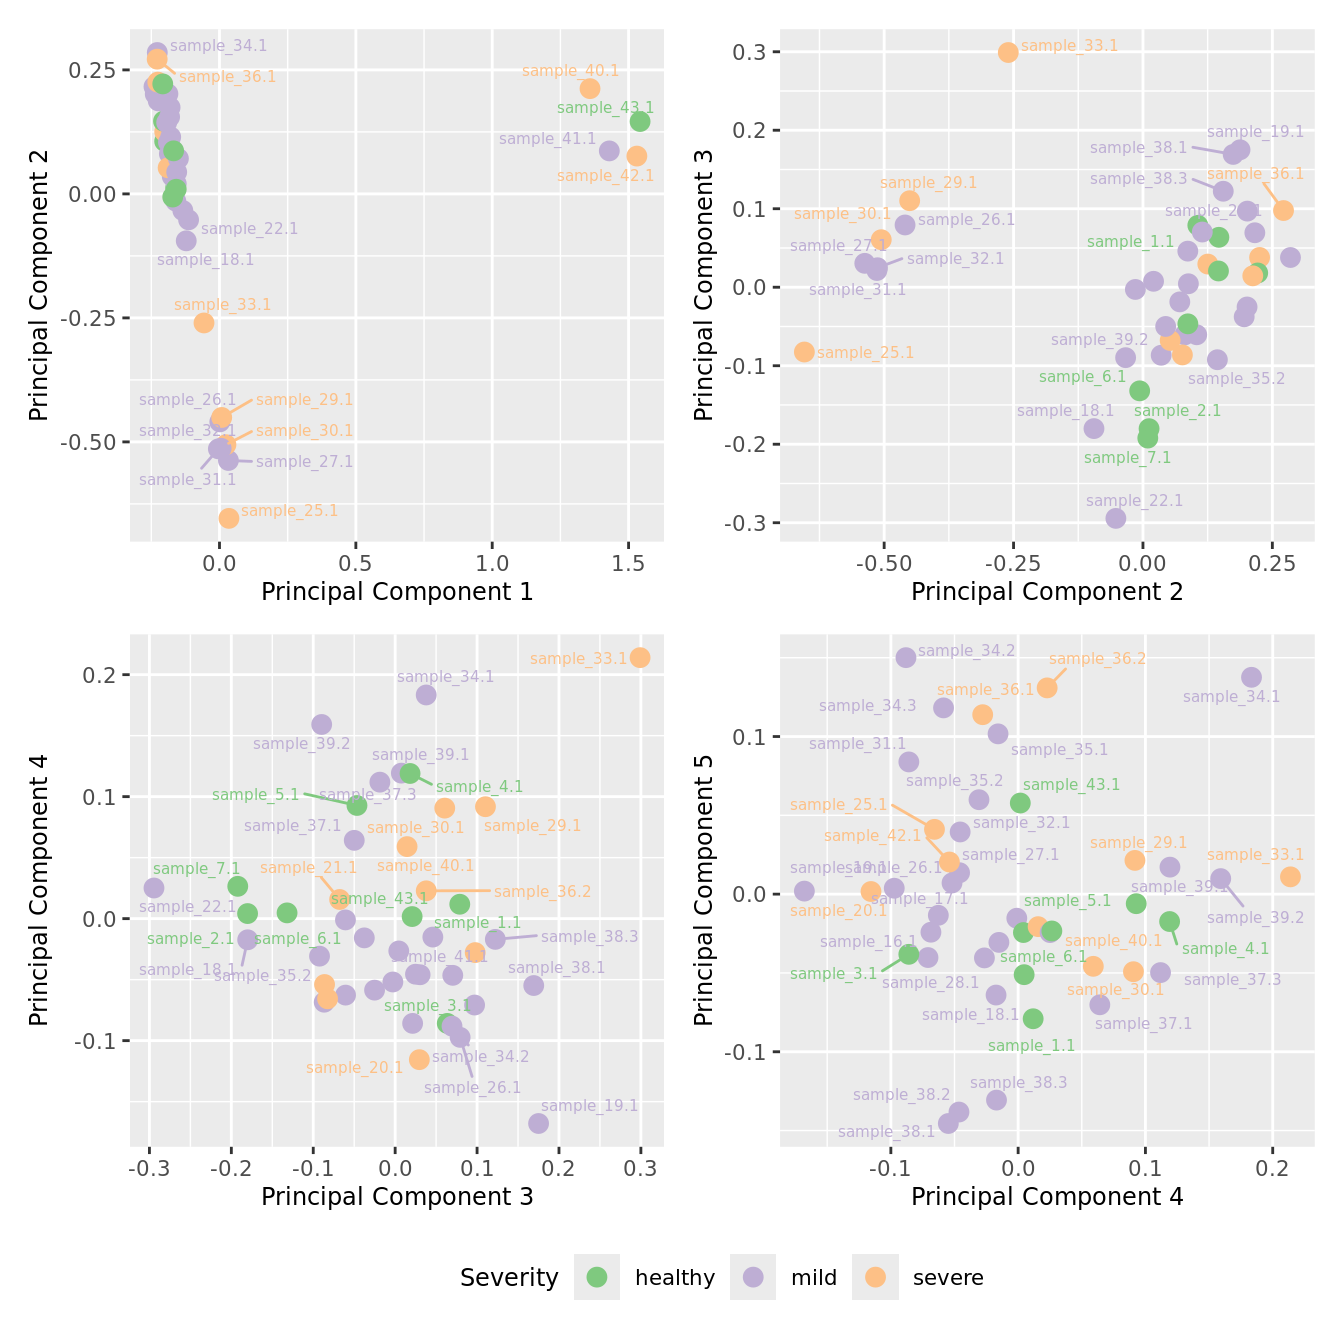 sample_34.1
sample_36.1
sample_40.1
sample_43.1
sample_41.1
sample_42.1
sample_22.1
sample_18.1
sample_33.1
sample_26.1
sample_29.1
sample_32.1
sample_30.1
sample_27.1
sample_31.1
sample_25.1
0.25
0.00
-0.25
-0.50
Principal Component 2
0.0 0.5 1.0 1.5
Principal Component 1
sample_33.1
sample_19.1
sample_38.1
sample_36.1
sample_38.3
sample_29.1
sample_30.1
sample_26.1
sample_1.1
sample_27.1
sample_32.1
sample_31.1
sample_39.2
sample_25.1
sample_6.1
sample_35.2
sample_18.1
sample_2.1
sample_7.1
sample_22.1
0.3
0.2
0.1
0.0
-0.1
-0.2
-0.3
Principal Component 3
-0.50 -0.25 0.00 0.25
Principal Component 2
sample_33.1
sample_34.1
sample_39.2
sample_39.1
sample_4.1
sample_5.1
sample_37.3
sample_37.1
sample_30.1
sample_29.1
sample_7.1
sample_21.1
sample_40.1
sample_36.2
sample_43.1
sample_22.1
sample_1.1
sample_2.1
sample_6.1
sample_38.3
sample_41.1
sample_18.1
sample_35.2
sample_38.1
sample_3.1
sample_34.2
sample_20.1
sample_26.1
sample_19.1
0.2
0.1
0.0
-0.1
Principal Component 4
-0.3 -0.2 -0.1 0.0 0.1 0.2 0.3
Principal Component 3
sample_34.2
sample_36.2
sample_36.1
sample_34.1
sample_34.3
sample_31.1
sample_35.1
sample_35.2
sample_43.1
sample_25.1
sample_32.1
sample_42.1
sample_29.1
sample_27.1
sample_33.1
sample_19.1
sample_26.1
sample_39.1
sample_17.1
sample_5.1
sample_20.1
sample_39.2
sample_16.1
sample_40.1
sample_4.1
sample_6.1
sample_3.1
sample_28.1
sample_30.1
sample_37.3
sample_18.1
sample_37.1
sample_1.1
sample_38.3
sample_38.2
sample_38.1
0.1
0.0
-0.1
Principal Component 5
-0.1 0.0 0.1 0.2
Principal Component 4
Severity healthy mild severe